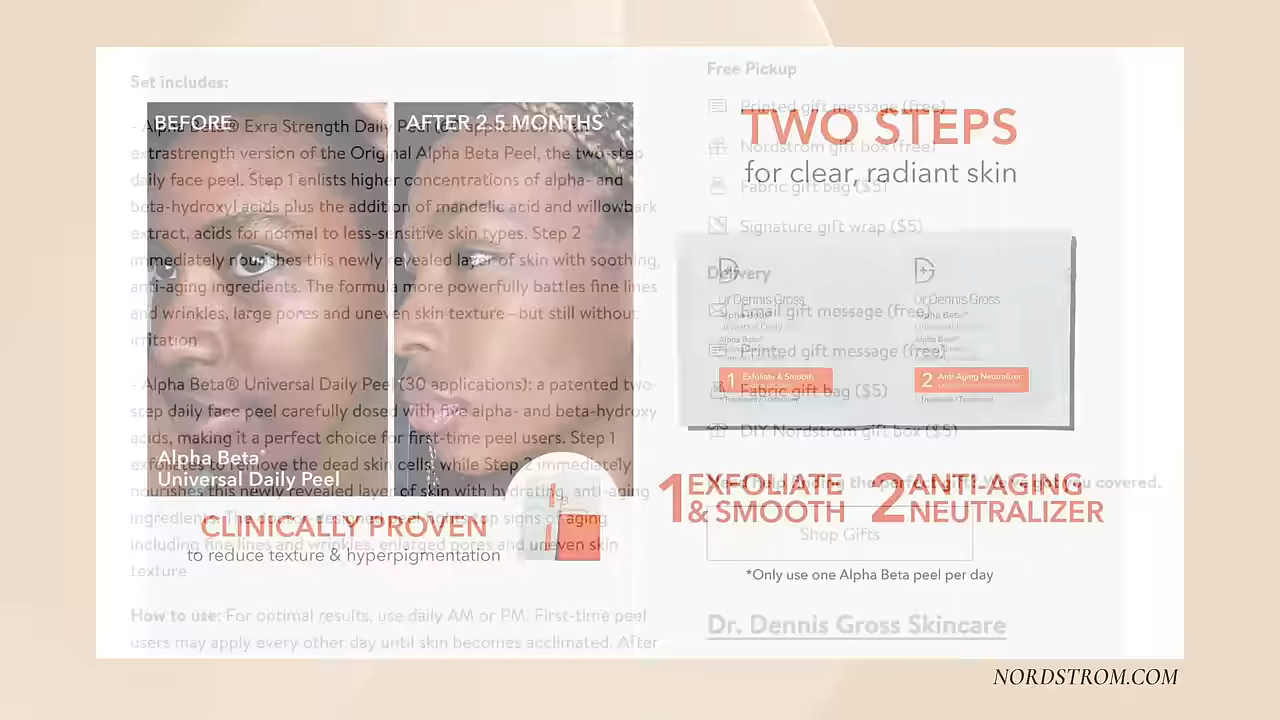 Set includes:
- Alpha Beta® Exra Strength Daily Peel
extrastrength version of the Original Alpha Beta Peel, the two-step
daily face peel. Step 1 enlists higher concentrations of alpha- and
beta-hydroxyl acids plus the addition of mandelic acid and willowbark
extract, acids for normal to less-sensitive skin types. Step 2
immediately nourishes this newly revealed layer of skin with soothing,
anti-aging ingredients. The formula more powerfully battles fine lines
and wrinkles, large pores and uneven skin texture—but still without
irritation
- Alpha Beta® Universal Daily Peel (30 applications): a patented two-
step daily face peel carefully dosed with five alpha- and beta-hydroxy
acids, making it a perfect choice for first-time peel users. Step 1
exfoliates to remove the dead skin cells, while Step 2 immediately
nourishes this newly revealed layer of skin with hydrating, anti-aging
ingredients.
including fine lines and wrinkles, enlarged pores and uneven skin
texture
How to use: For optimal results, use daily AM or PM. First-time peel
users may apply every other day until skin becomes acclimated. After
BEFORE
AFTER 2.5 MONTHS
Alpha Beta®
Universal Daily Peel
CLINICALLY PROVEN
to reduce texture & hyperpigmentation
Free Pickup
Printed gift message (free)
Nordstrom gift box (free)
Fabric gift bag ($5)
Signature gift wrap ($5)
Delivery
Email gift message (free)
Printed gift message (free)
Fabric gift bag ($5)
DIY Nordstrom gift box ($5)
Shop Gifts
Dr. Dennis Gross Skincare
TWO STEPS
for clear, radiant skin
Dr Dennis Gross
Alpha Beta®
Universal Daily
1 Exfoliate & Smooth
Dr Dennis Gross
Alpha Beta®
2 Anti-Aging Neutralizer
1 EXFOLIATE
& SMOOTH
2 ANTI-AGING
NEUTRALIZER
*Only use one Alpha Beta peel per day
NORDSTROM.COM